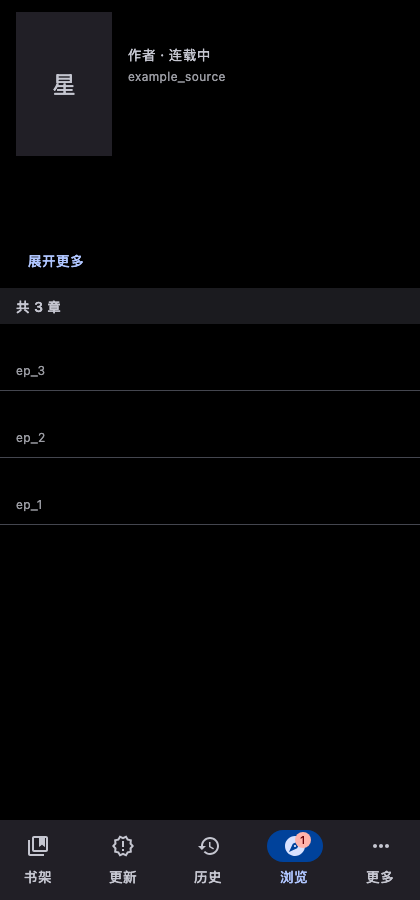 星
作者 · 连载中
example_source
展开更多
共 3 章
ep_3
ep_2
ep_1
1
书架
更新
历史
浏览
更多